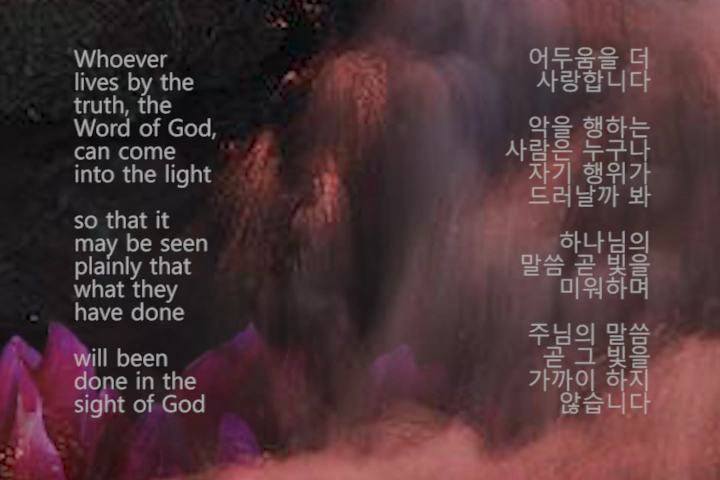 Whoever
lives by the
truth, the
Word of God,
can come
into the light
so that it
may be seen
plainly that
what they
have done
will been
done in the
sight of God
어두움을 더
사랑합니다
악을 행하는
사람은 누구나
자기 행위가
드러날까 봐
하나님의
말씀 곧 빛을
미워하며
주님의 말씀
곧 그 빛을
가까이 하지
않습니다